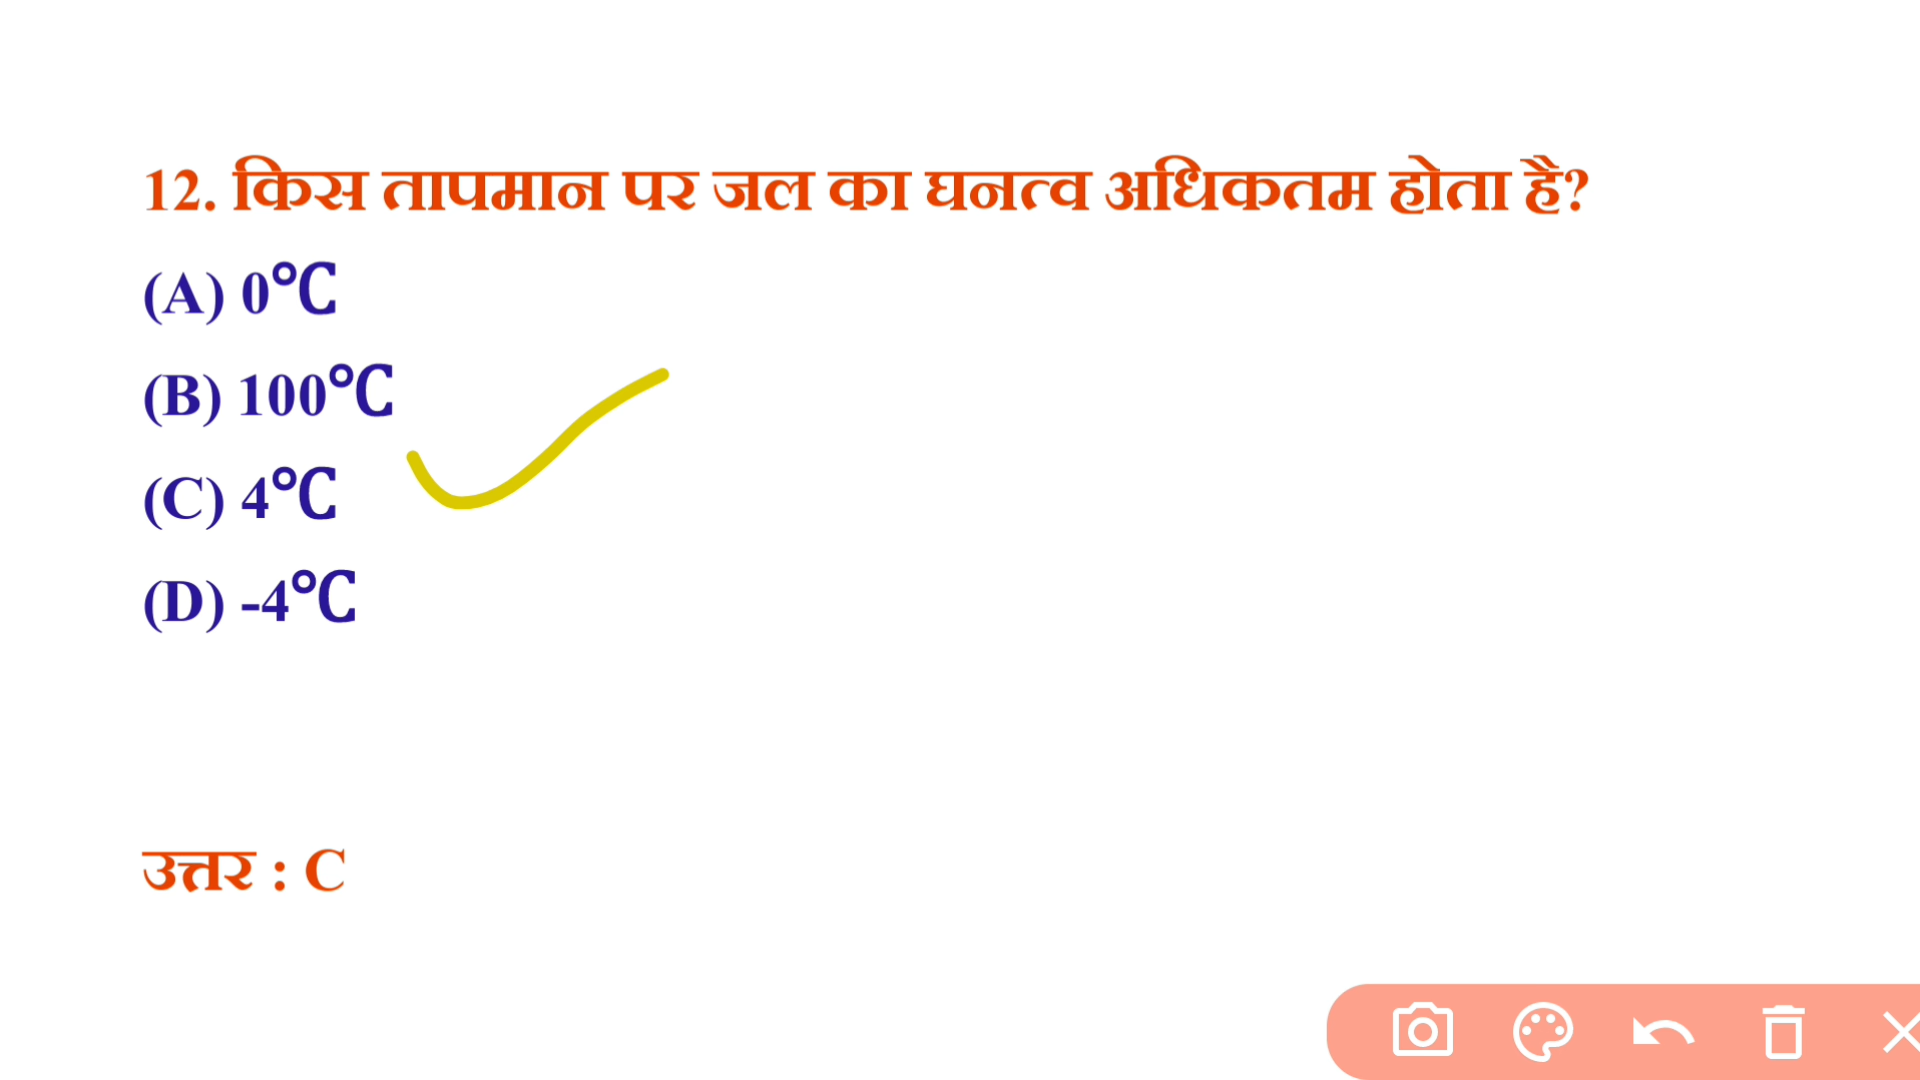 12. किस तापमान पर जल का घनत्व अधिकतम होता है?
(A) 0℃
(B) 100℃
(C) 4℃
(D) -4℃
उत्तर : C